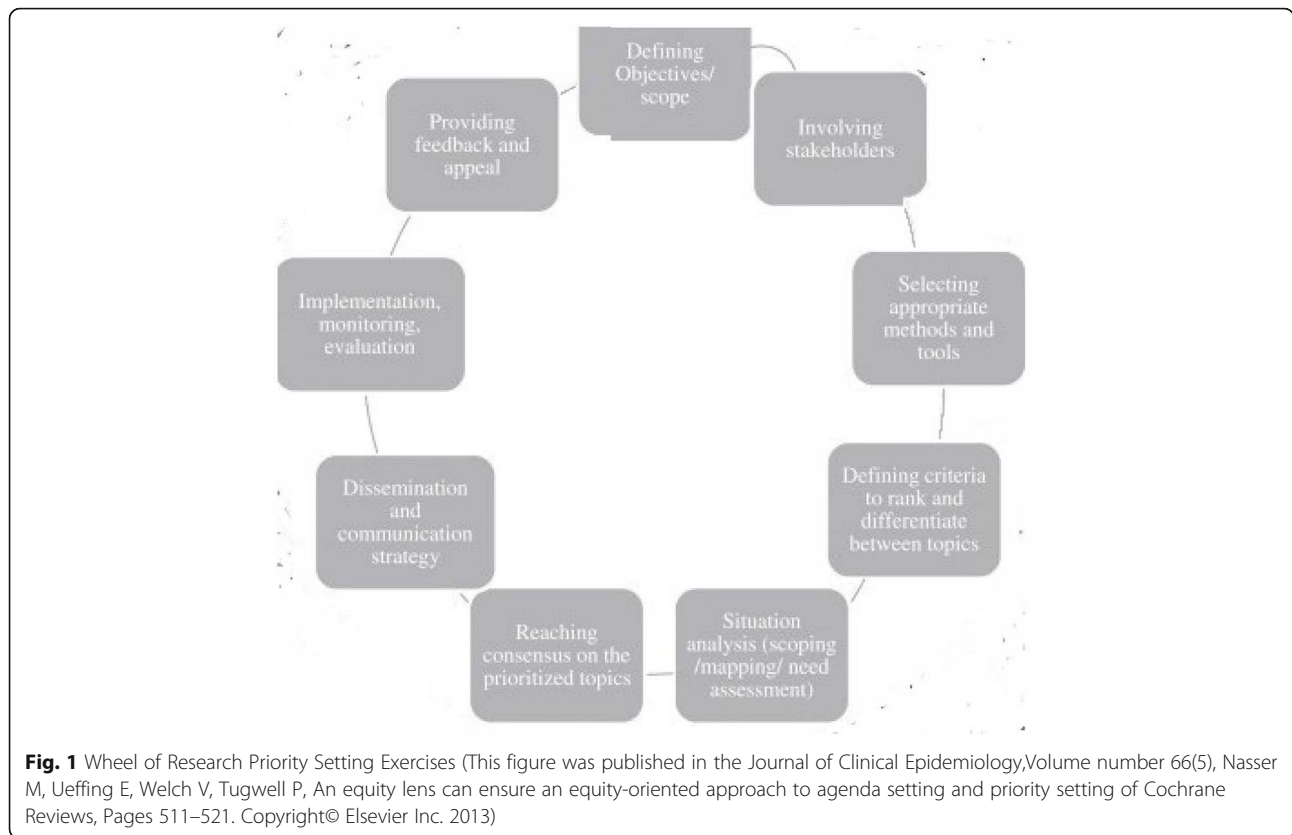 Defining
Objectives/
scope
Involving
stakeholders
Selecting
appropriate
methods and
tools
Defining criteria
to rank and
differentiate
between topics
Situation
analysis (scoping
/mapping/ need
assessment)
Reaching
consensus on the
prioritized topics
Dissemination
and
communication
strategy
Implementation,
monitoring,
evaluation
Providing
feedback and
appeal
Fig. 1 Wheel of Research Priority Setting Exercises (This figure was published in the Journal of Clinical Epidemiology,Volume number 66(5), Nasser
M, Ueffing E, Welch V, Tugwell P, An equity lens can ensure an equity-oriented approach to agenda setting and priority setting of Cochrane
Reviews, Pages 511–521. Copyright© Elsevier Inc. 2013)